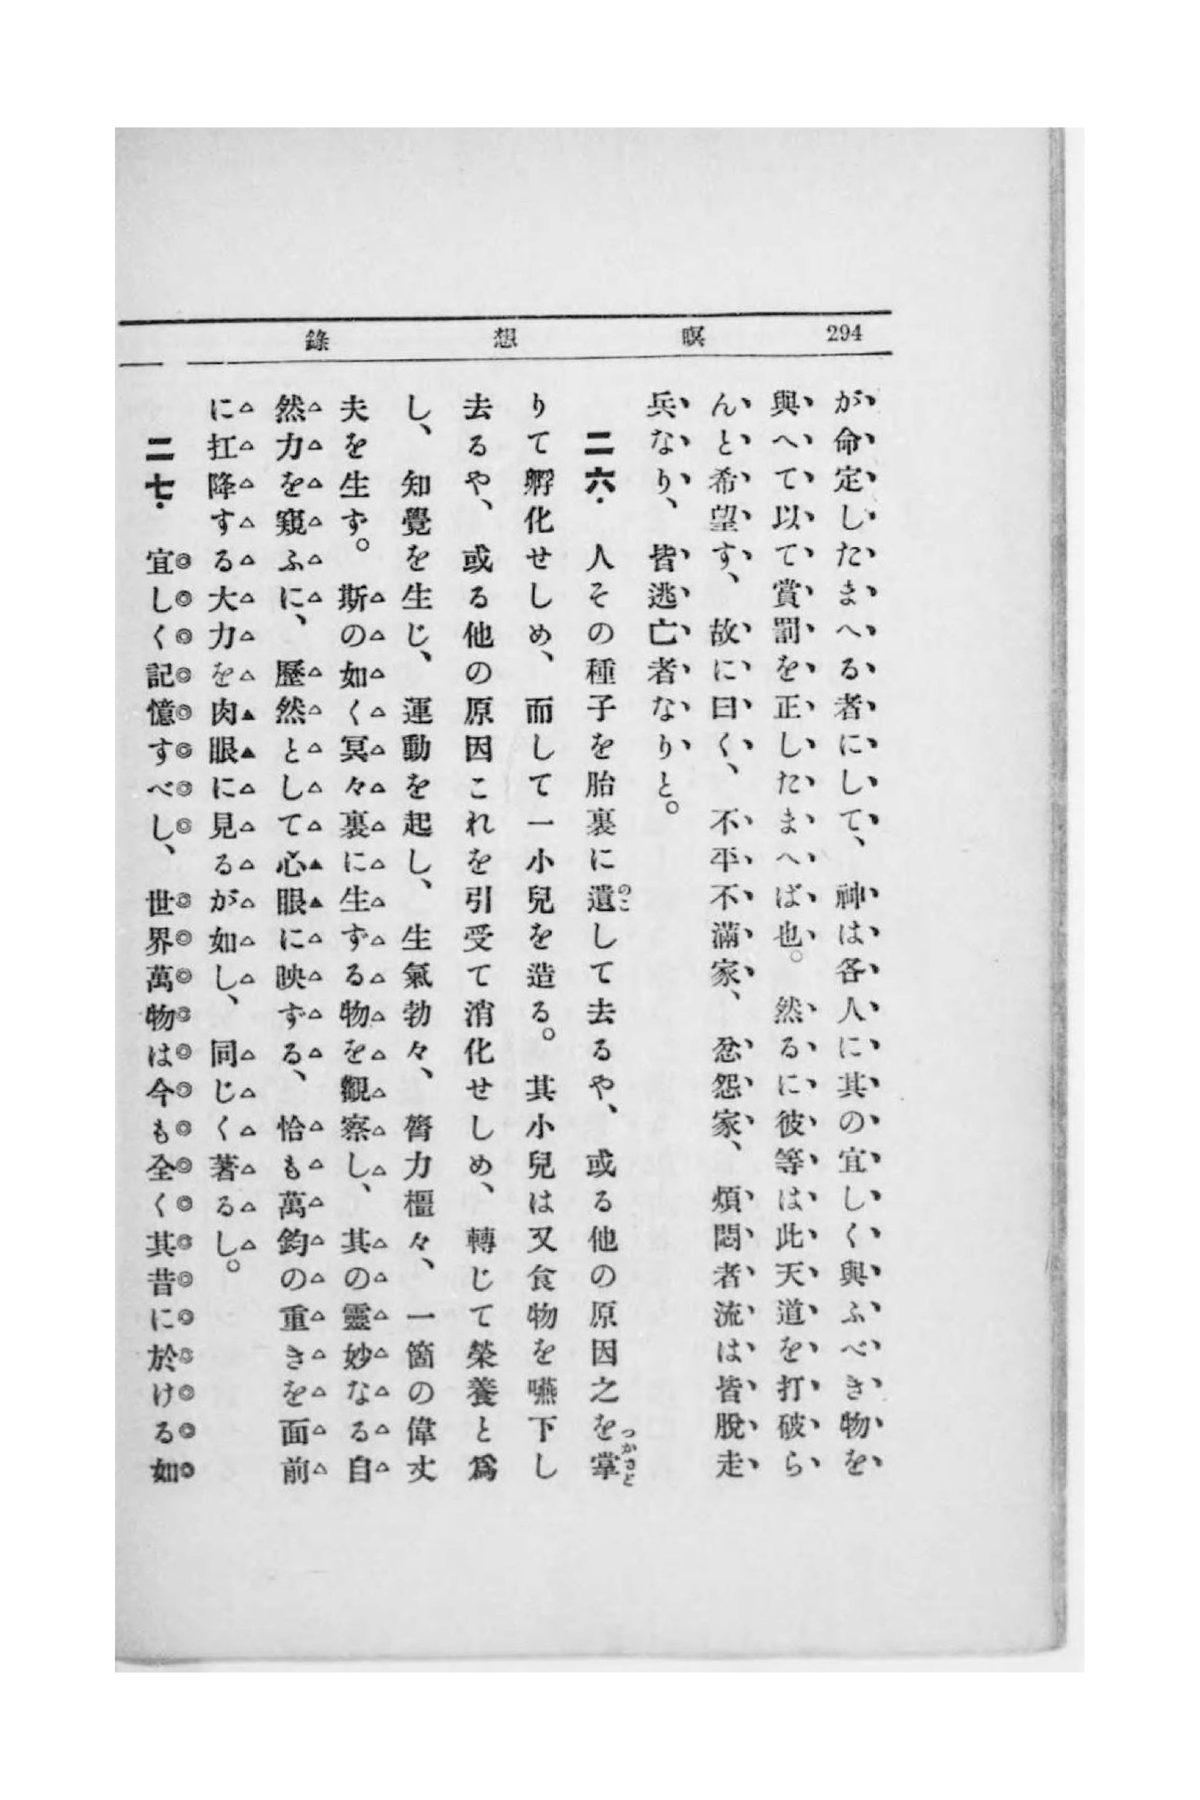 294 瞑想錄
が命定したまへる者にして、神は各人に其の宜しく與ふべき物を
與へて以て賞罰を正したまへば也。然るに彼等は此天道を打破ら
んと希望す、故に曰く、不平不滿家、忿怨家、煩悶者流は皆脫走
兵なり、皆逃亡者なりと。
二六. 人その種子を胎裏に遺して去るや、或る他の原因之を掌
のこ
つかさど
りて孵化せしめ、而して一小兒を造る。其小兒は又食物を嚥下し
去るや、或る他の原因これを引受て消化せしめ、轉じて榮養と爲
し、知覺を生じ、運動を起し、生氣勃々、膂力櫃々、一箇の偉丈
夫を生ず。斯の如く冥々裏に生ずる物を觀察し、其の靈妙なる自
然力を窺ふに、歷然として心眼に映ずる、恰も萬鈞の重きを面前
に扛降する大力を肉眼に見るが如し、同じく著るし。
二七. 宜しく記憶すべし、世界萬物は今も全く其昔に於ける如